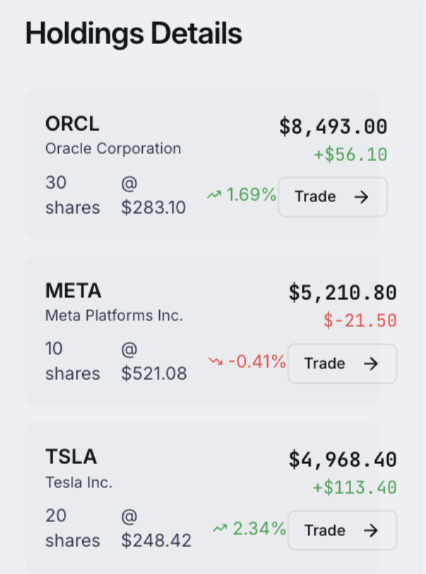 Holdings Details
ORCL
$8,493.00
Oracle Corporation
+$56.10
30
shares
@
$283.10
1.69%
Trade
META
$5,210.80
Meta Platforms Inc.
$-21.50
10
shares
@
$521.08
-0.41%
Trade
TSLA
$4,968.40
Tesla Inc.
+$113.40
20
shares
@
$248.42
2.34%
Trade